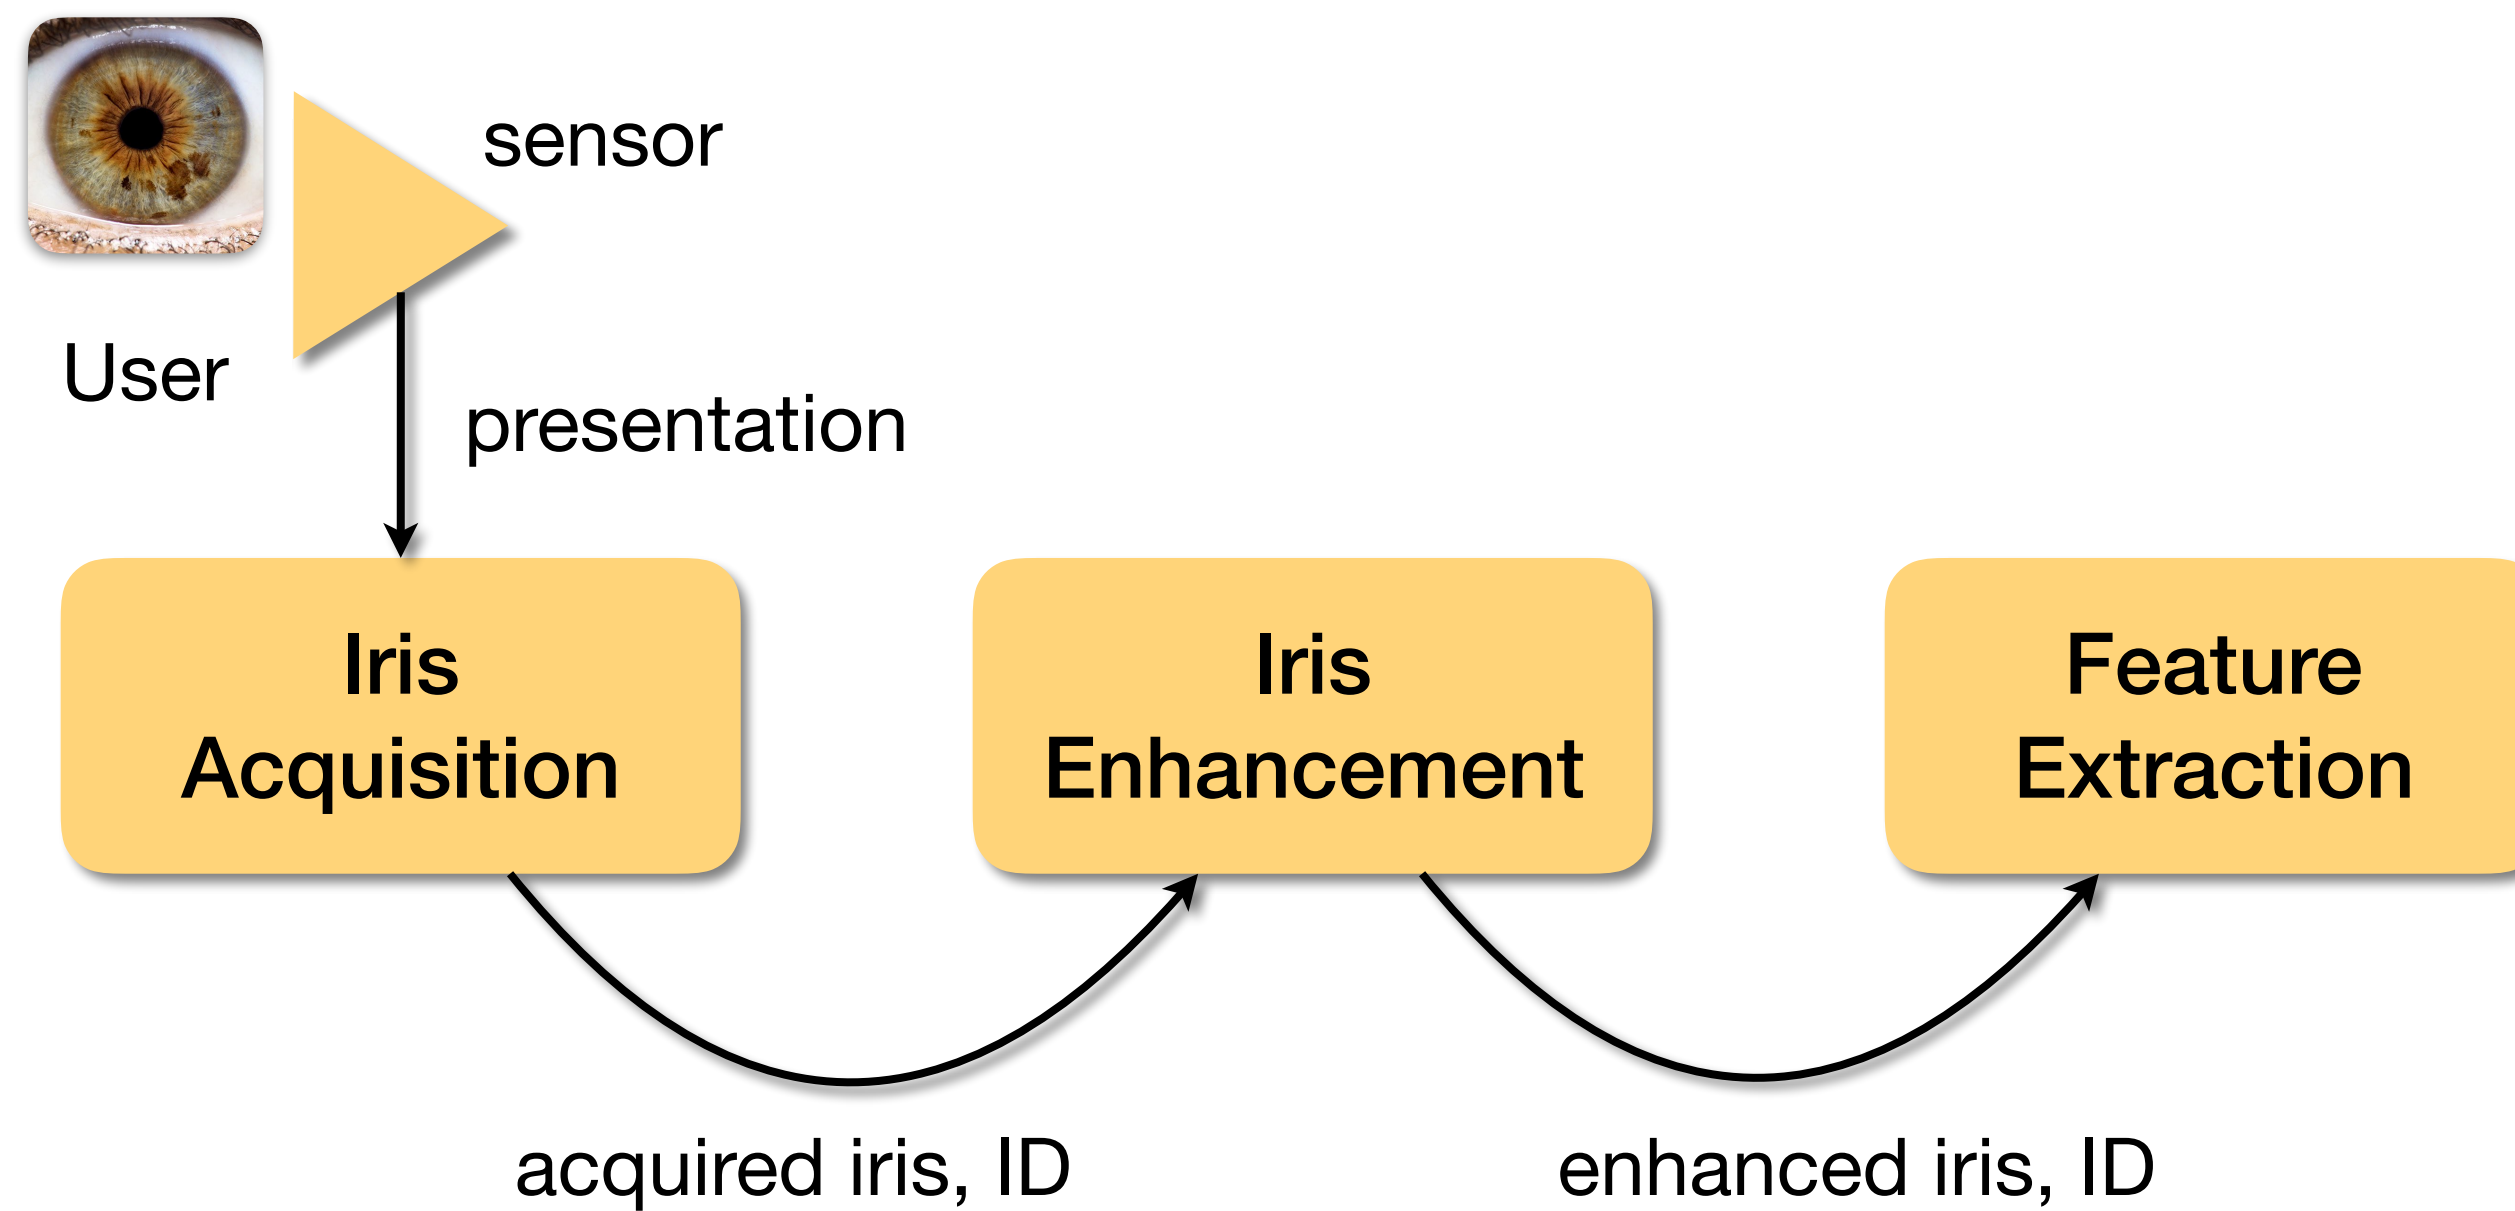 sensor
User
presentation
Iris
Acquisition
Iris
Enhancement
Feature
Extraction
acquired iris, ID
enhanced iris, ID